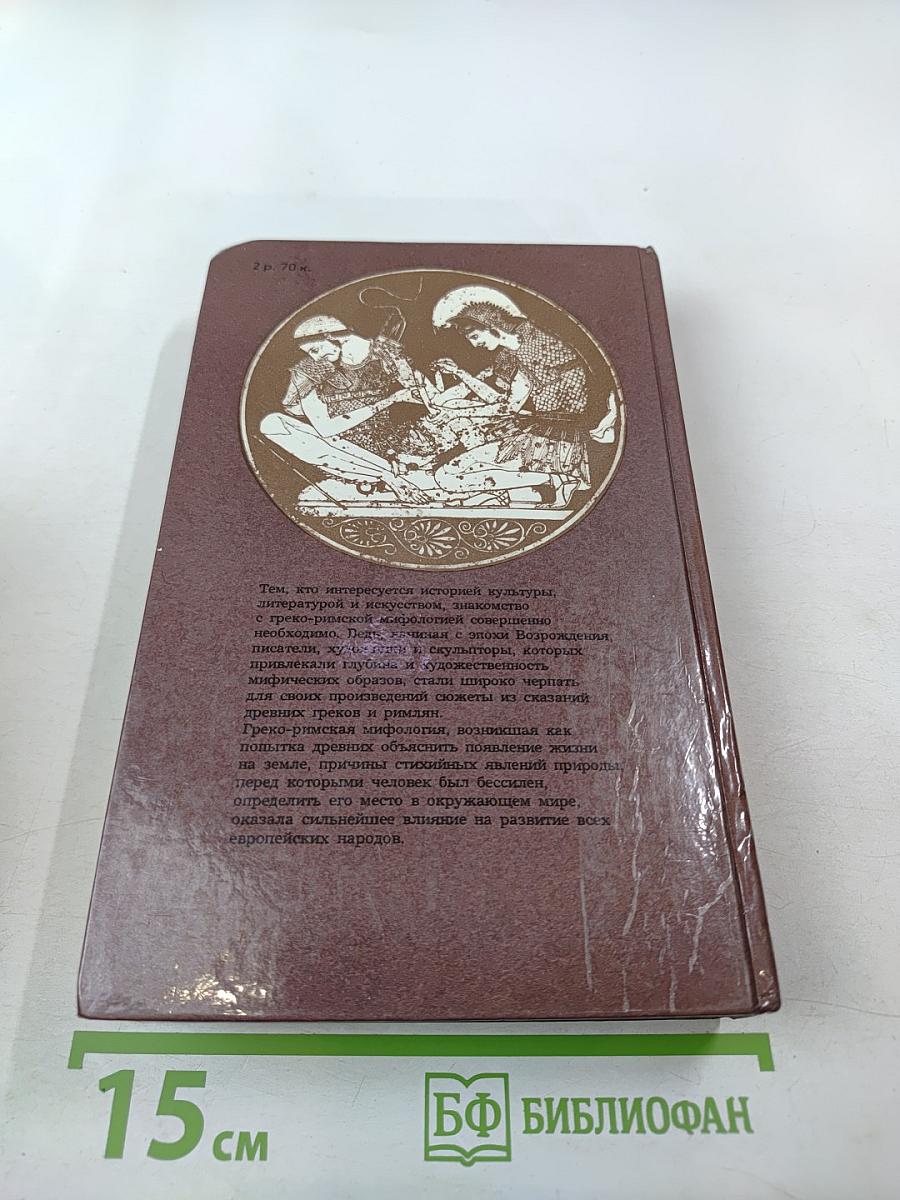 2 р. 70 к.
Тем, кто интересуется историей культуры,
литературой и искусством, знакомство
с греко-римской мифологией совершенно
необходимо. Ведь, начиная с эпохи Возрождения,
писатели, художники и скульпторы, которых
привлекали глубина и художественность
мифических образов, стали широко черпать
для своих произведений сюжеты из сказаний
древних греков и римлян.
Греко-римская мифология, возникшая как
попытка древних объяснить появление жизни
на земле, причины стихийных явлений природы,
перед которыми человек был бессилен,
определить его место в окружающем мире,
оказала сильнейшее влияние на развитие всех
европейских народов.
15 см
БФ БИБЛИОФАН